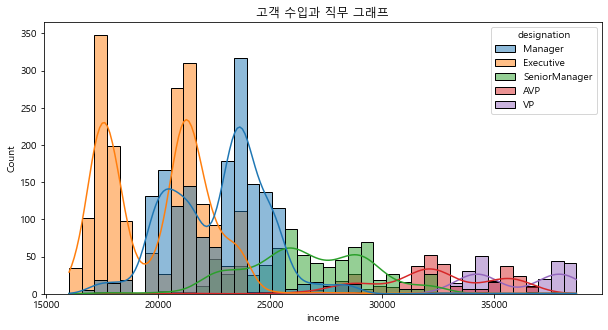 고객 수입과 직무 그래프
designation
Manager
Executive
SeniorManager
AVP
VP
350
300
250
200
150
100
50
0
Count
15000 20000 25000 30000 35000
income